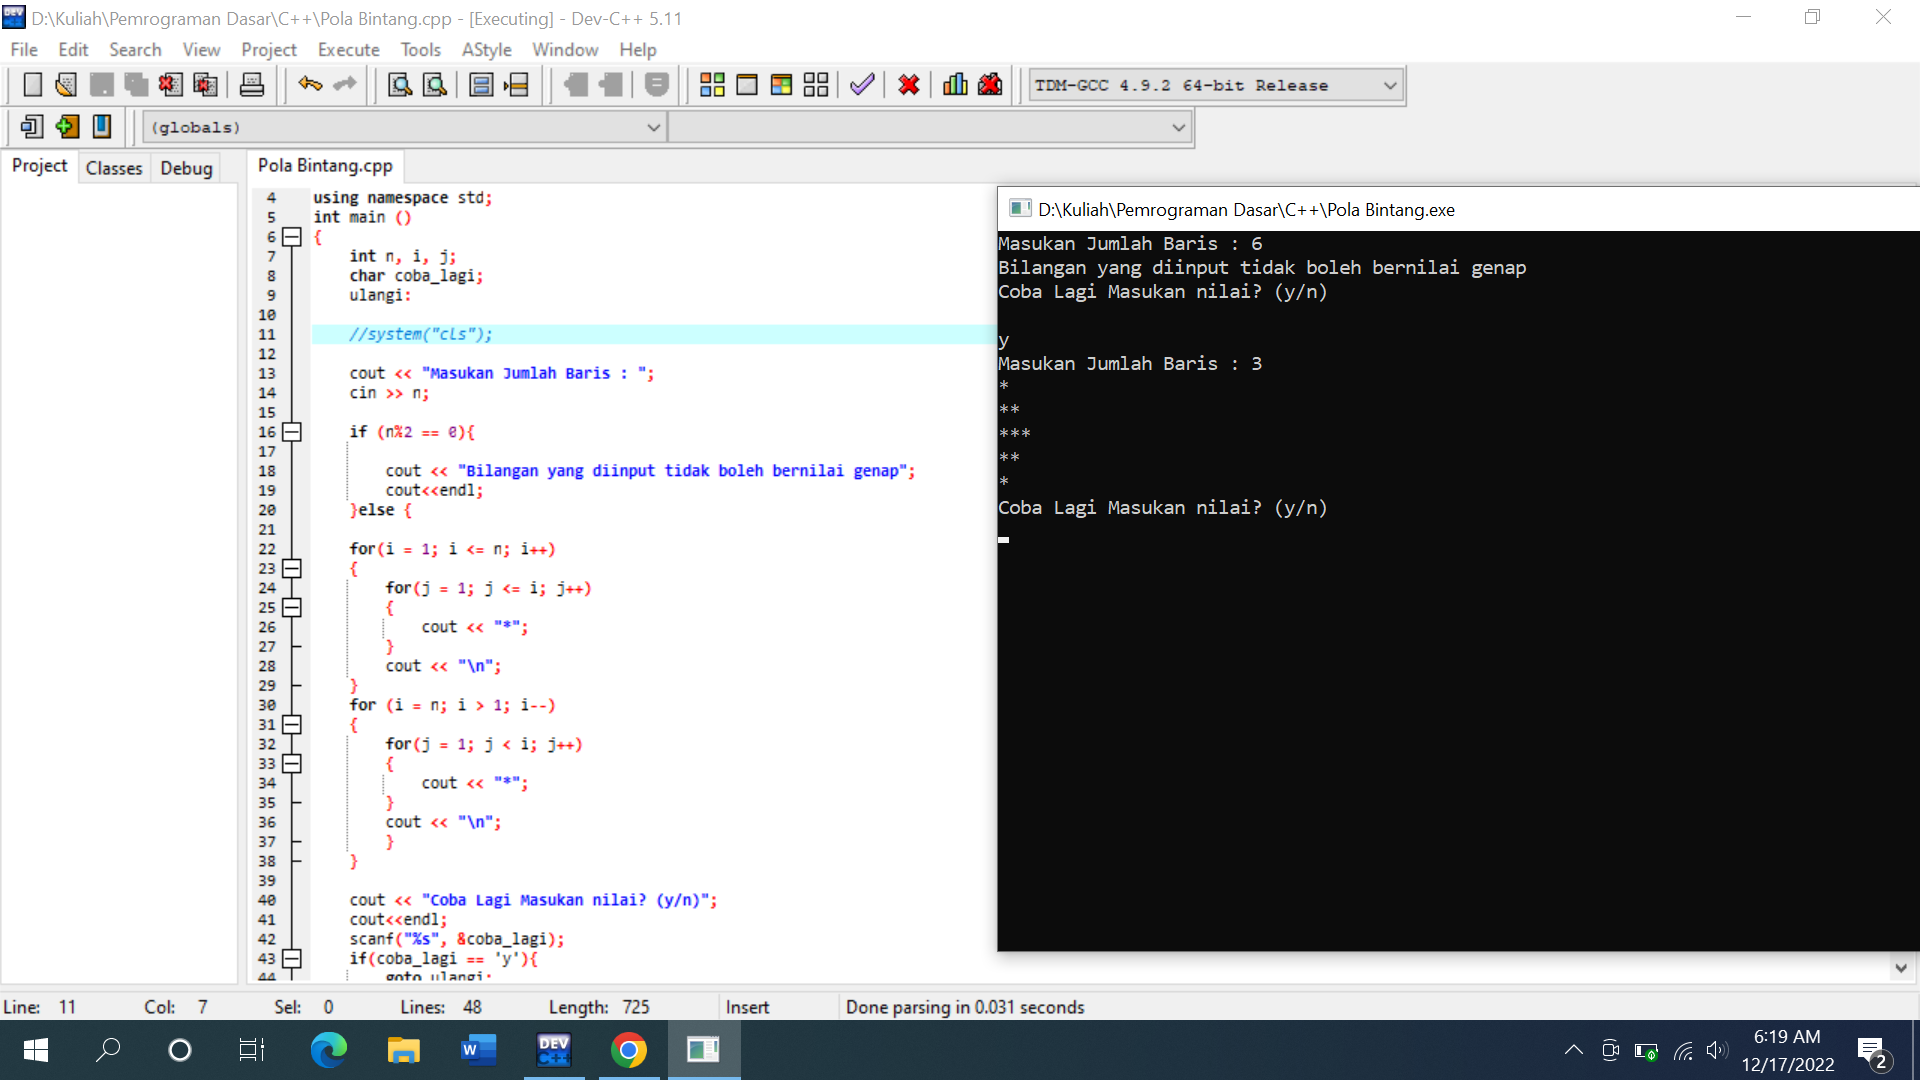 D:\Kuliah\Pemrograman Dasar\C++\Pola Bintang.cpp - [Executing] - Dev-C++ 5.11
File Edit Search View Project Execute Tools AStyle Window Help
TDM-GCC 4.9.2 64-bit Release
(globals)
Project Classes Debug
Pola Bintang.cpp
4 using namespace std;
5 int main ()
6 {
7 int n, i, j;
8 char coba_lagi;
9 ulangi:
10
11 //system("cls");
12
13 cout << "Masukan Jumlah Baris : ";
14 cin >> n;
15
16 if (n%2 == 0){
17
18 cout << "Bilangan yang diinput tidak boleh bernilai genap";
19 cout<<endl;
20 }else {
21
22 for(i = 1; i <= n; i++)
23 {
24 for(j = 1; j <= i; j++)
25 {
26 cout << "*";
27 }
28 cout << "\n";
29 }
30 for (i = n; i > 1; i--)
31 {
32 for(j = 1; j < i; j++)
33 {
34 cout << "*";
35 }
36 cout << "\n";
37 }
38 }
39
40 cout << "Coba Lagi Masukan nilai? (y/n)";
41 cout<<endl;
42 scanf("%s", &coba_lagi);
43 if(coba_lagi == 'y'){
44 goto ulangi;
D:\Kuliah\Pemrograman Dasar\C++\Pola Bintang.exe
Masukan Jumlah Baris : 6
Bilangan yang diinput tidak boleh bernilai genap
Coba Lagi Masukan nilai? (y/n)
y
Masukan Jumlah Baris : 3
*
**
***
**
*
Coba Lagi Masukan nilai? (y/n)
Line: 11 Col: 7 Sel: 0 Lines: 48 Length: 725 Insert Done parsing in 0.031 seconds
DEV C++
W
DEV C++
6:19 AM
12/17/2022
2